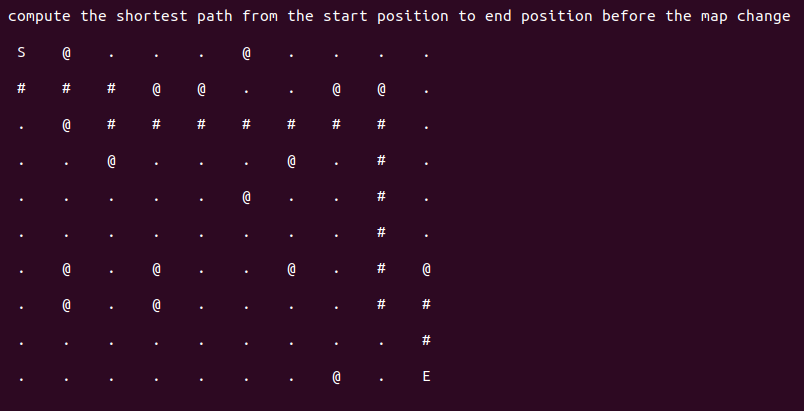 compute the shortest path from the start position to end position before the map change
S @ . . . @ . . . .
# # # @ @ . . @ @ .
. @ # # # # # # # .
. . @ . . . @ . # .
. . . . . @ . . # .
. . . . . . . . # .
. @ . @ . . @ . # @
. @ . @ . . . . # #
. . . . . . . . . #
. . . . . . . @ . E